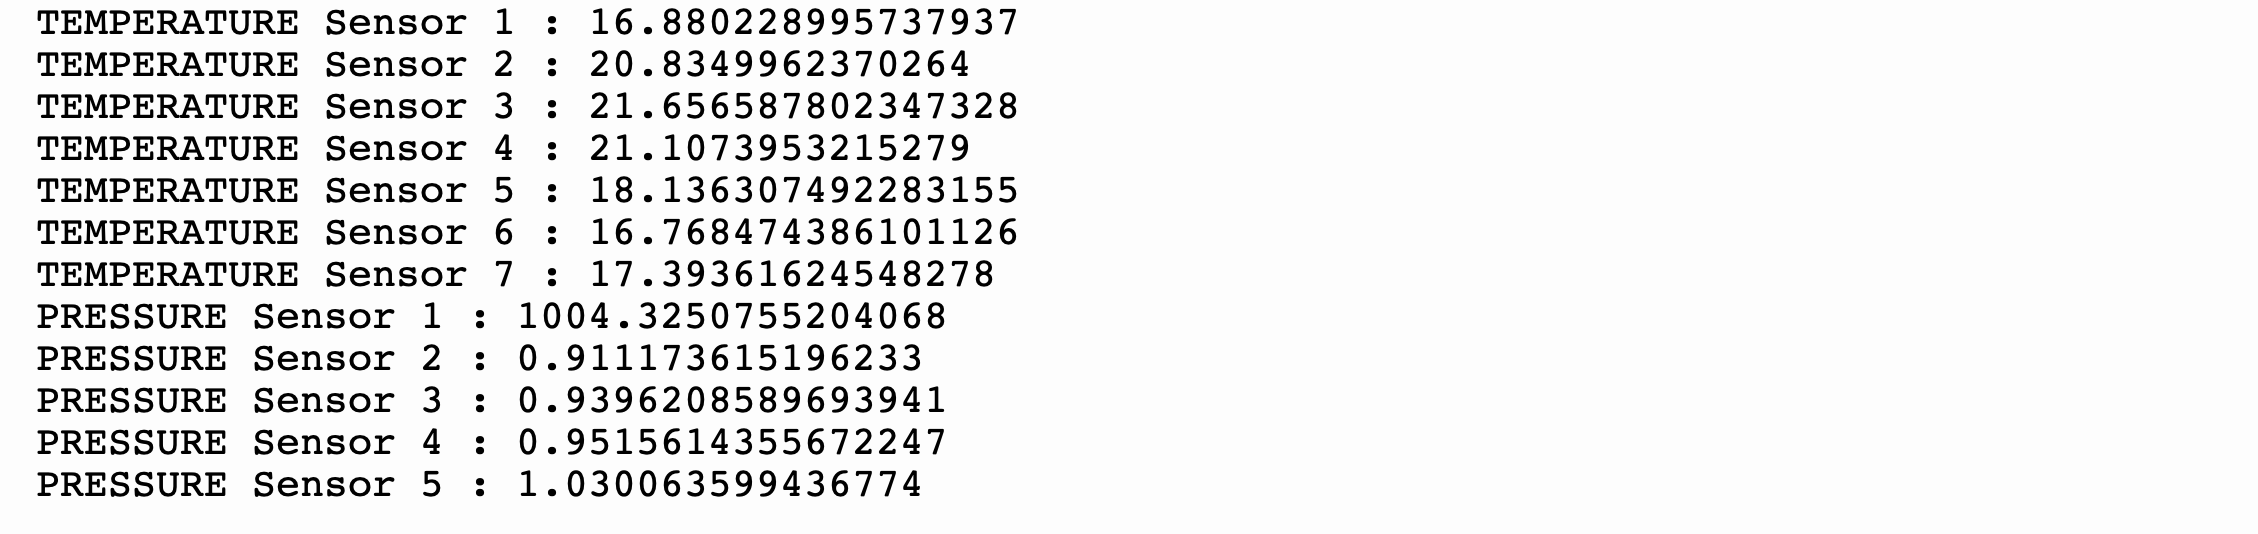 TEMPERATURE Sensor 1 : 16.880228995737937
TEMPERATURE Sensor 2 : 20.8349962370264
TEMPERATURE Sensor 3 : 21.656587802347328
TEMPERATURE Sensor 4 : 21.1073953215279
TEMPERATURE Sensor 5 : 18.136307492283155
TEMPERATURE Sensor 6 : 16.768474386101126
TEMPERATURE Sensor 7 : 17.39361624548278
PRESSURE Sensor 1 : 1004.3250755204068
PRESSURE Sensor 2 : 0.911173615196233
PRESSURE Sensor 3 : 0.9396208589693941
PRESSURE Sensor 4 : 0.9515614355672247
PRESSURE Sensor 5 : 1.030063599436774